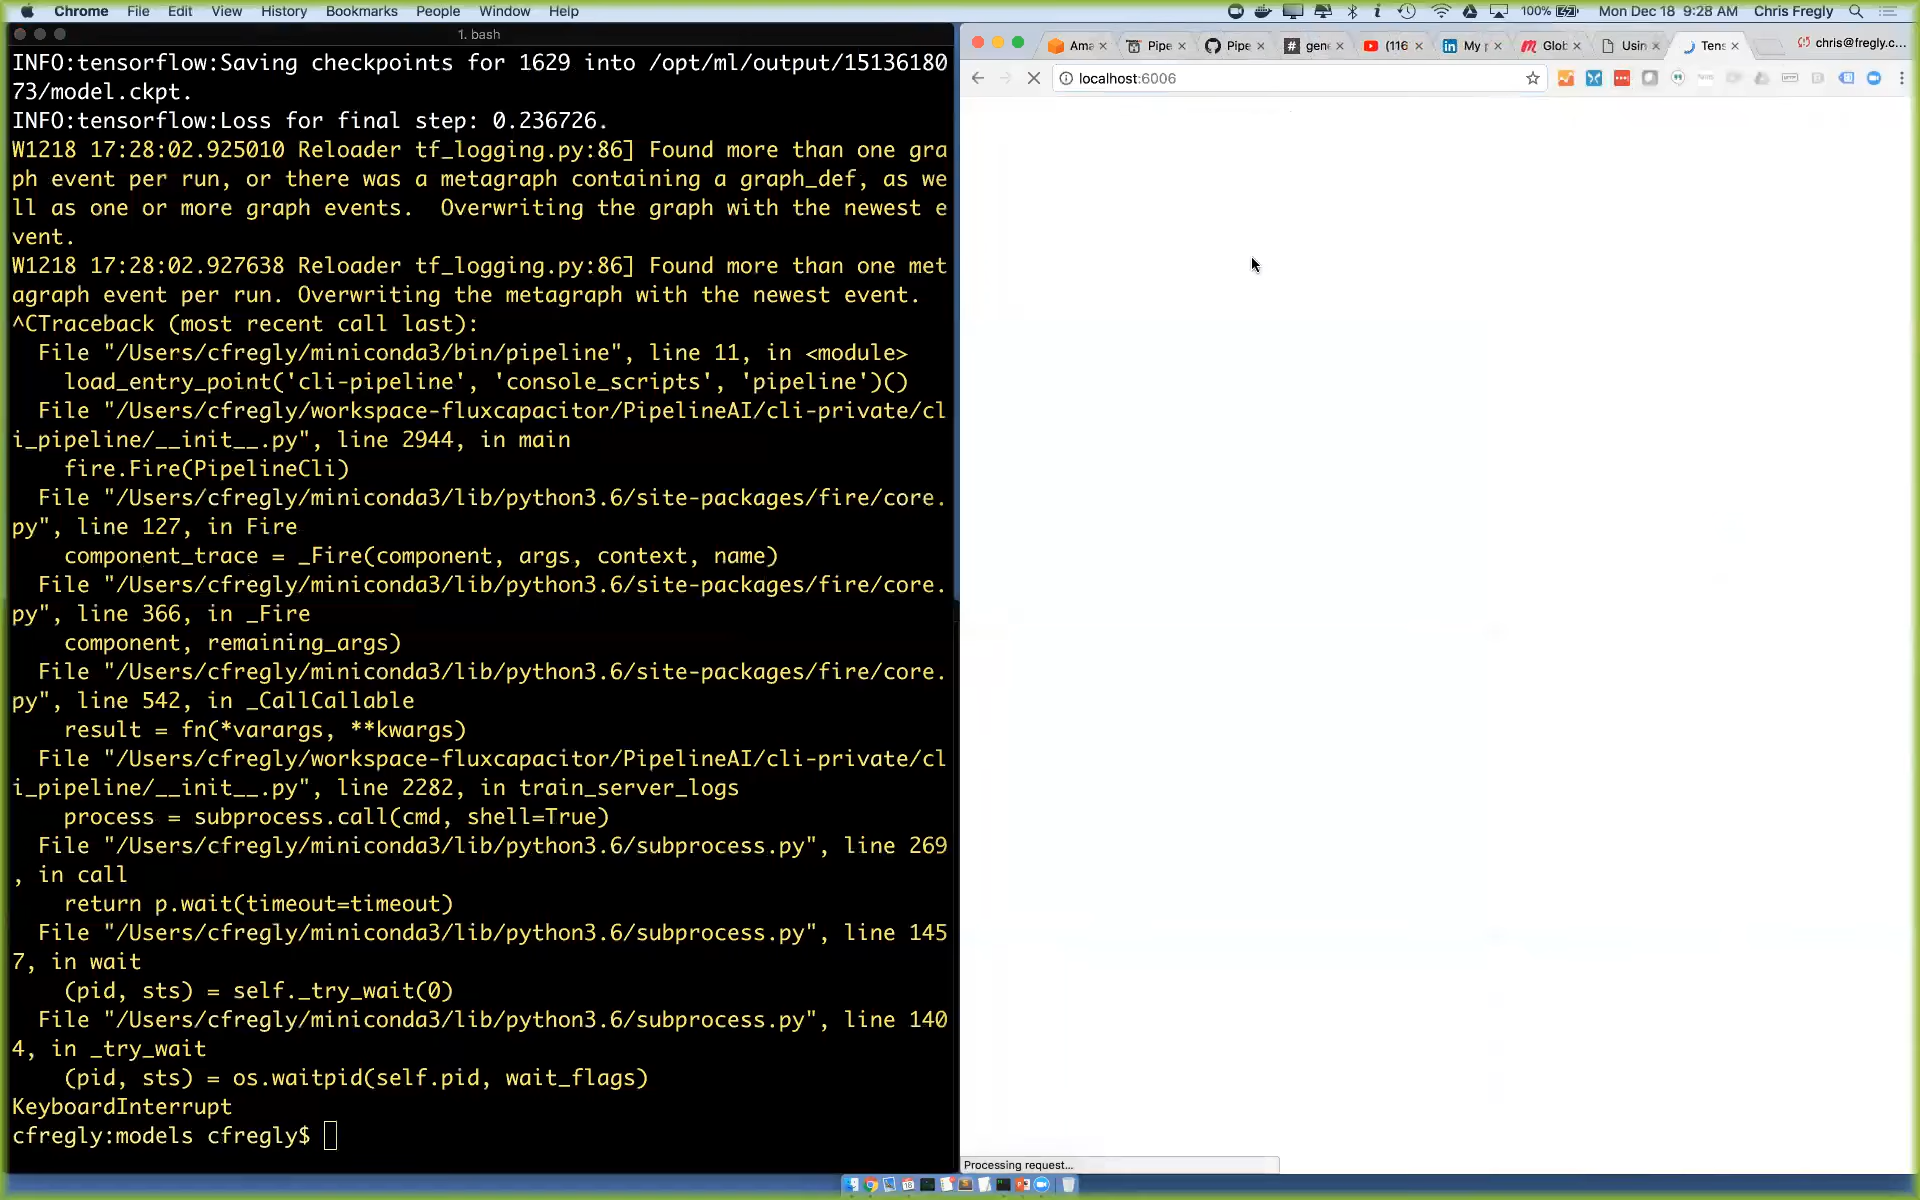 Chrome File Edit View History Bookmarks People Window Help 100% Mon Dec 18 9:28 AM Chris Fregly
1. bash
INFO:tensorflow:Saving checkpoints for 1629 into /opt/ml/output/15136180
73/model.ckpt.
INFO:tensorflow:Loss for final step: 0.236726.
W1218 17:28:02.925010 Reloader tf_logging.py:86] Found more than one gra
ph event per run, or there was a metagraph containing a graph_def, as we
ll as one or more graph events.  Overwriting the graph with the newest e
vent.
W1218 17:28:02.927638 Reloader tf_logging.py:86] Found more than one met
agraph event per run. Overwriting the metagraph with the newest event.
^CTraceback (most recent call last):
  File "/Users/cfregly/miniconda3/bin/pipeline", line 11, in <module>
    load_entry_point('cli-pipeline', 'console_scripts', 'pipeline')()
  File "/Users/cfregly/workspace-fluxcapacitor/PipelineAI/cli-private/cl
i_pipeline/__init__.py", line 2944, in main
    fire.Fire(PipelineCli)
  File "/Users/cfregly/miniconda3/lib/python3.6/site-packages/fire/core.
py", line 127, in Fire
    component_trace = _Fire(component, args, context, name)
  File "/Users/cfregly/miniconda3/lib/python3.6/site-packages/fire/core.
py", line 366, in _Fire
    component, remaining_args)
  File "/Users/cfregly/miniconda3/lib/python3.6/site-packages/fire/core.
py", line 542, in _CallCallable
    result = fn(*varargs, **kwargs)
  File "/Users/cfregly/workspace-fluxcapacitor/PipelineAI/cli-private/cl
i_pipeline/__init__.py", line 2282, in train_server_logs
    process = subprocess.call(cmd, shell=True)
  File "/Users/cfregly/miniconda3/lib/python3.6/subprocess.py", line 269
, in call
    return p.wait(timeout=timeout)
  File "/Users/cfregly/miniconda3/lib/python3.6/subprocess.py", line 145
7, in wait
    (pid, sts) = self._try_wait(0)
  File "/Users/cfregly/miniconda3/lib/python3.6/subprocess.py", line 140
4, in _try_wait
    (pid, sts) = os.waitpid(self.pid, wait_flags)
KeyboardInterrupt
cfregly:models cfregly$
Ama Pipe Pipe gen (116 My p Glob Usin Tens chris@fregly.c...
localhost:6006
Processing request...